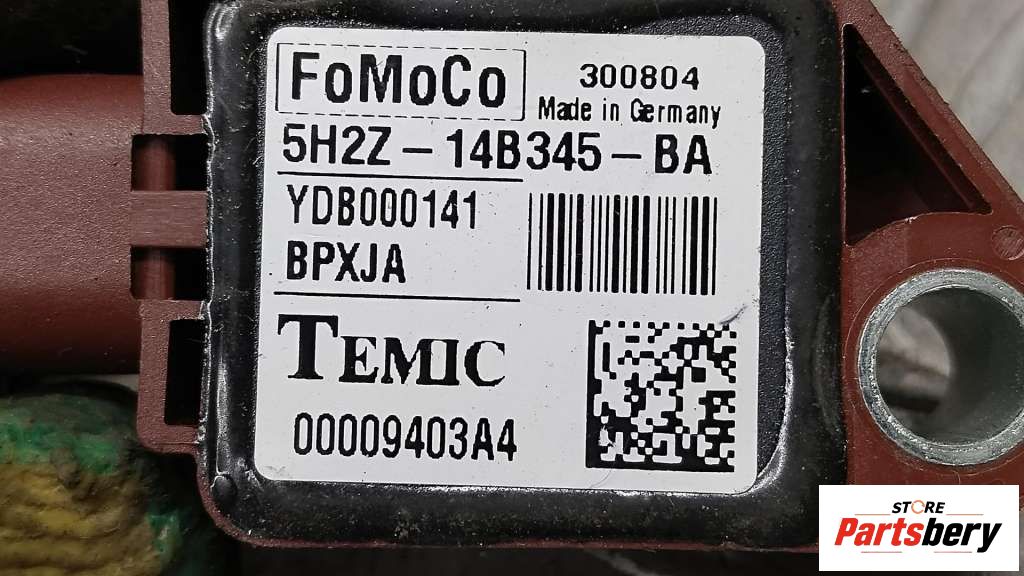 FoMoCo
300804
Made in Germany
5H2Z-14B345-BA
YDB000141
BPXJA
TEMIC
00009403A4
STORE
Partsbery